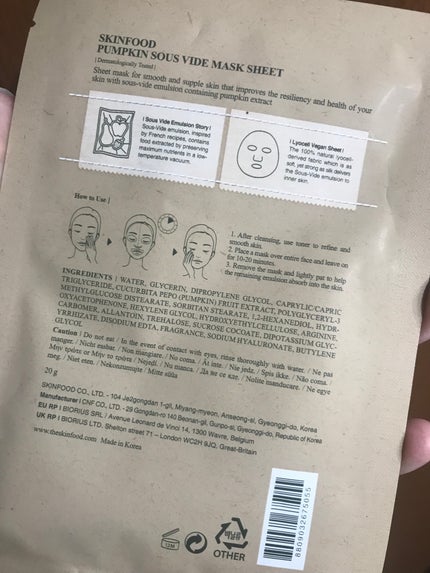 SKINFOOD
PUMPKIN SOUS VIDE MASK SHEET
| Dermatologically Tested |
Sheet mask for smooth and supple skin that improves the resiliency and health of your
skin with sous-vide emulsion containing pumpkin extract
| Sous Vide Emulsion Story |
Sous-Vide emulsion, inspired
by French recipes, contains
food extracted by preserving
maximum nutrients in a low-
temperature vacuum.
| Lyocell Vegan Sheet |
The 100% natural lyocell-
derived fabric which is as
soft, yet strong as silk delivers
the Sous-Vide emulsion to
inner skin.
How to Use |
1. After cleansing, use toner to refine and
smooth skin.
2. Place a mask over entire face and leave on
for 10-20 minutes.
3. Remove the mask and lightly pat to help
the remaining emulsion absorb into the skin.
INGREDIENTS | WATER, GLYCERIN, DIPROPYLENE GLYCOL, CAPRYLIC/CAPRIC
TRIGLYCERIDE, CUCURBITA PEPO (PUMPKIN) FRUIT EXTRACT, POLYGLYCERYL-3
METHYLGLUCOSE DISTEARATE, SORBITAN STEARATE, 1,2-HEXANEDIOL, HYDR-
OXYACETOPHENONE, HEXYLENE GLYCOL, HYDROXYETHYLCELLULOSE, ARGININE,
CARBOMER, ALLANTOIN, TREHALOSE, SUCROSE COCOATE, DIPOTASSIUM GLYC-
YRRHIZATE, DISODIUM EDTA, FRAGRANCE, SODIUM HYALURONATE, BUTYLENE
GLYCOL
Caution | Do not eat / In the event of contact with eyes, rinse thoroughly with water. / Ne pas
manger. / Nicht essbar. / Non mangiare. / No coma. / Át inte. / Nie jedz. / Spis ikke. / Não coma. /
Μην τρώτε / Nejedí. / Nu manca. / Да не се яде. / Nolite manducare. / Ne egye
meg. / Niet eten. / Nekonzumujte / Mitte süüa
20 g
SKINFOOD CO., LTD. - 104 Je2gongdan 1-gil, Miyang-myeon, Anseong-si, Gyeonggi-do, Korea
Manufacturer | CNF CO., LTD. - 29 Gongdan-ro 140 Beonan-gil, Gunpo-si, Gyeonggi-do, Republic of Korea
EU RP | BIORIUS SRL / Avenue Léonard de Vinci 14, 1300 Wavre, Belgium
UK RP | BIORIUS LTD, Shelton street 71 – London WC2H 9JQ, Great-Britain
www.theskinfood.com Made in Korea
12M
OTHER
8809032675055